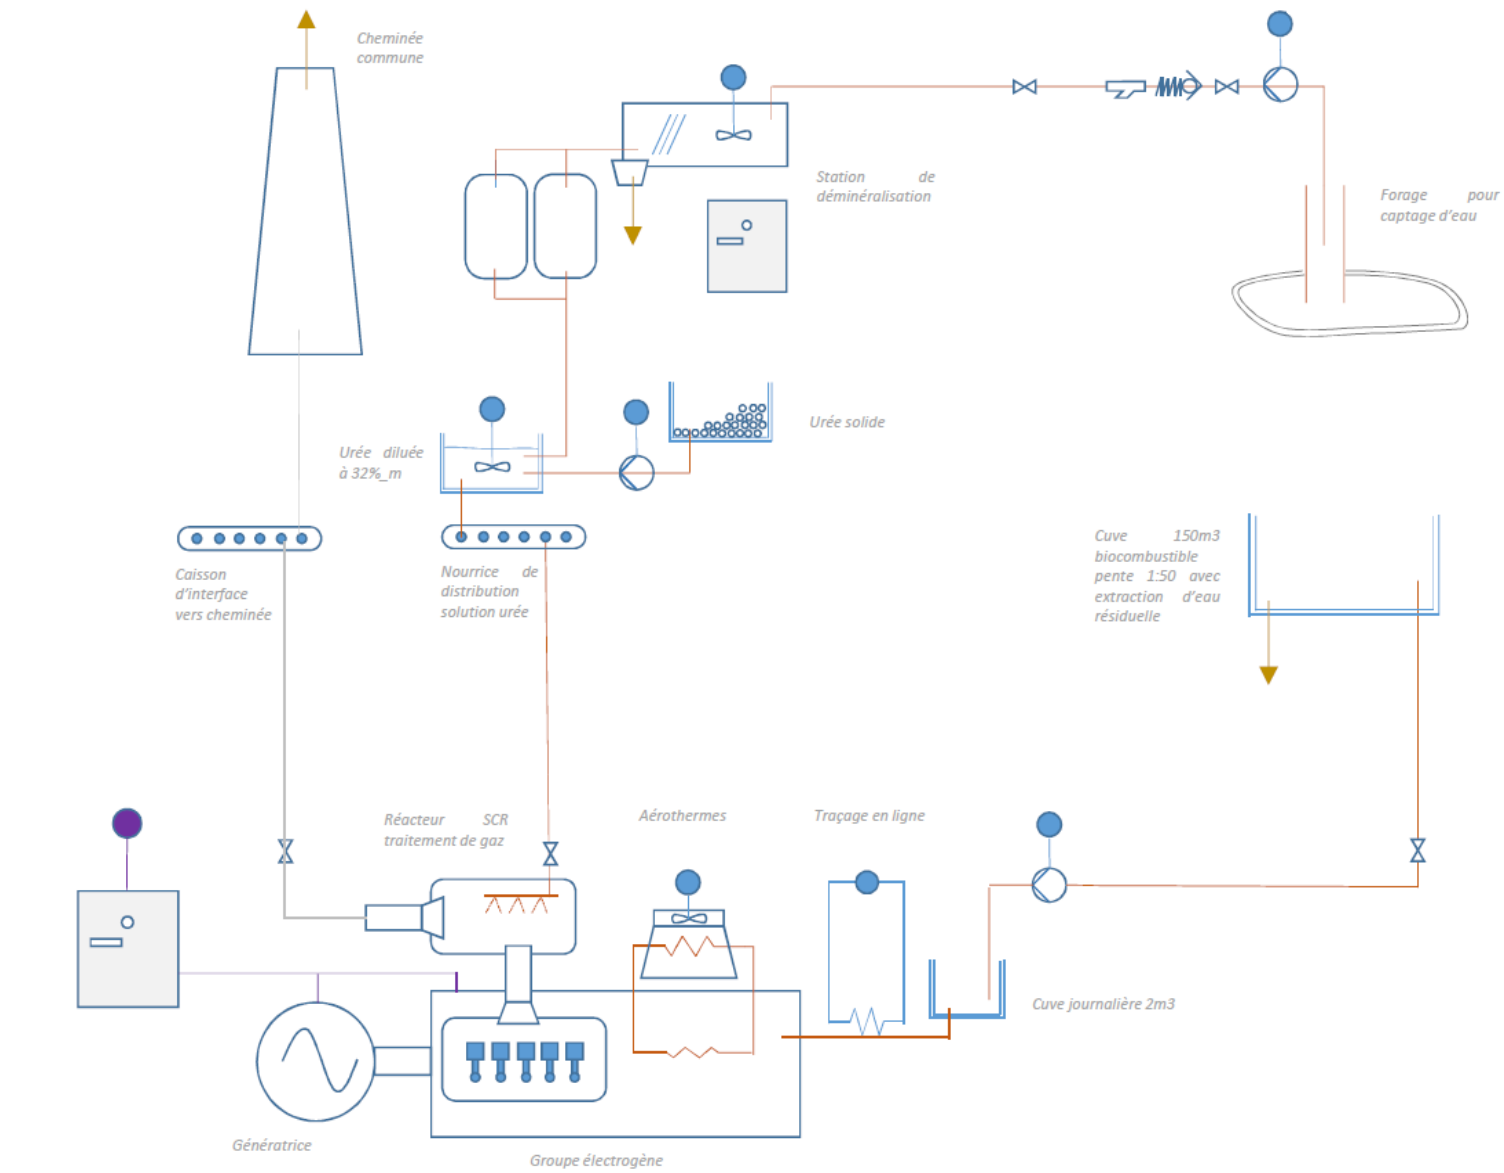 Cheminée
commune
Station de
déminéralisation
Forage pour
captage d'eau
Urée solide
Urée diluée
à 32%_m
Cuve 150m3
biocombustible
pente 1:50 avec
extraction d'eau
résiduelle
Caisson
d'interface
vers cheminée
Nourrice de
distribution
solution urée
Réacteur SCR
traitement de gaz
Aérothermes
Traçage en ligne
Cuve journalière 2m3
Génératrice
Groupe électrogène